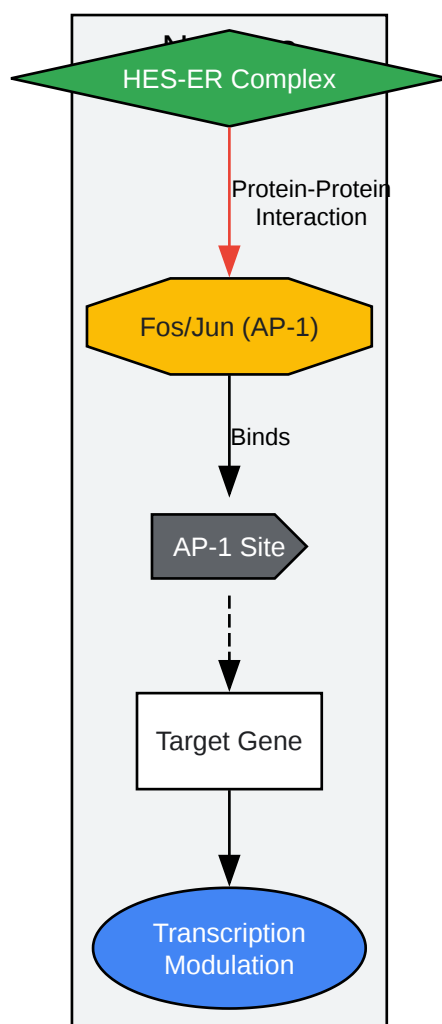 HES-ER Complex
Protein-Protein
Interaction
Fos/Jun (AP-1)
Binds
AP-1 Site
Target Gene
Transcription
Modulation